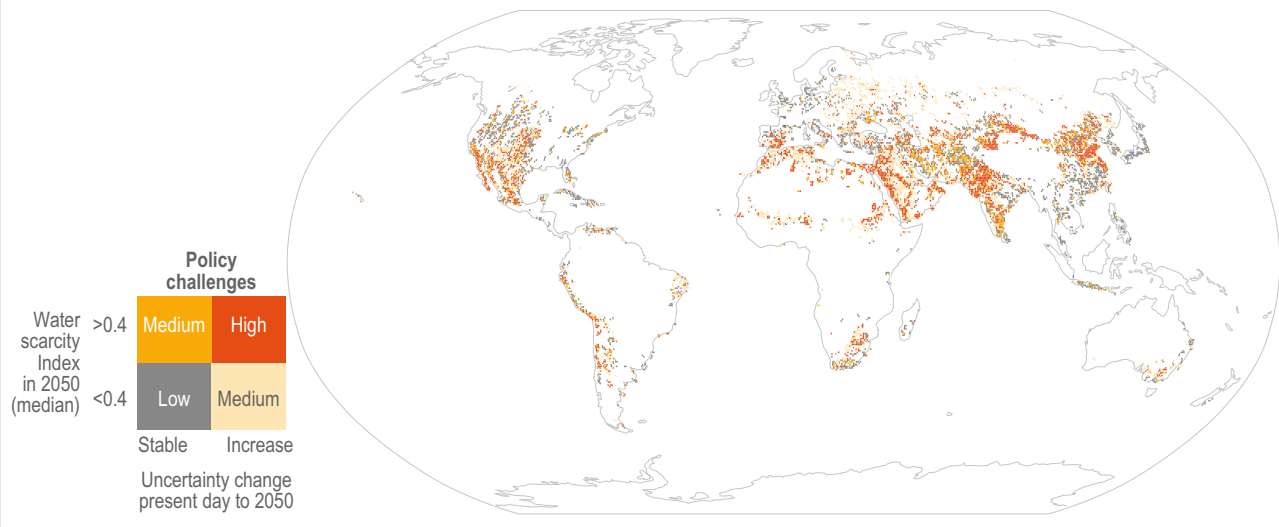 Policy
challenges
Water
scarcity
Index
in 2050
(median)
>0.4
Medium
High
<0.4
Low
Medium
Stable
Increase
Uncertainty change
present day to 2050